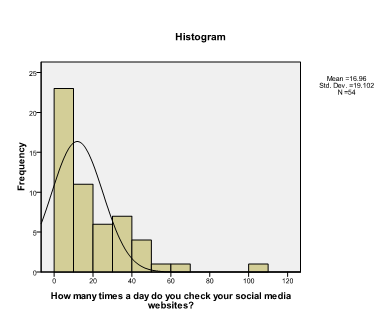 Histogram
Mean =16.96
Std. Dev. =19.102
N =54
25
20
15
10
5
0
Frequency
0 20 40 60 80 100 120
How many times a day do you check your social media
websites?